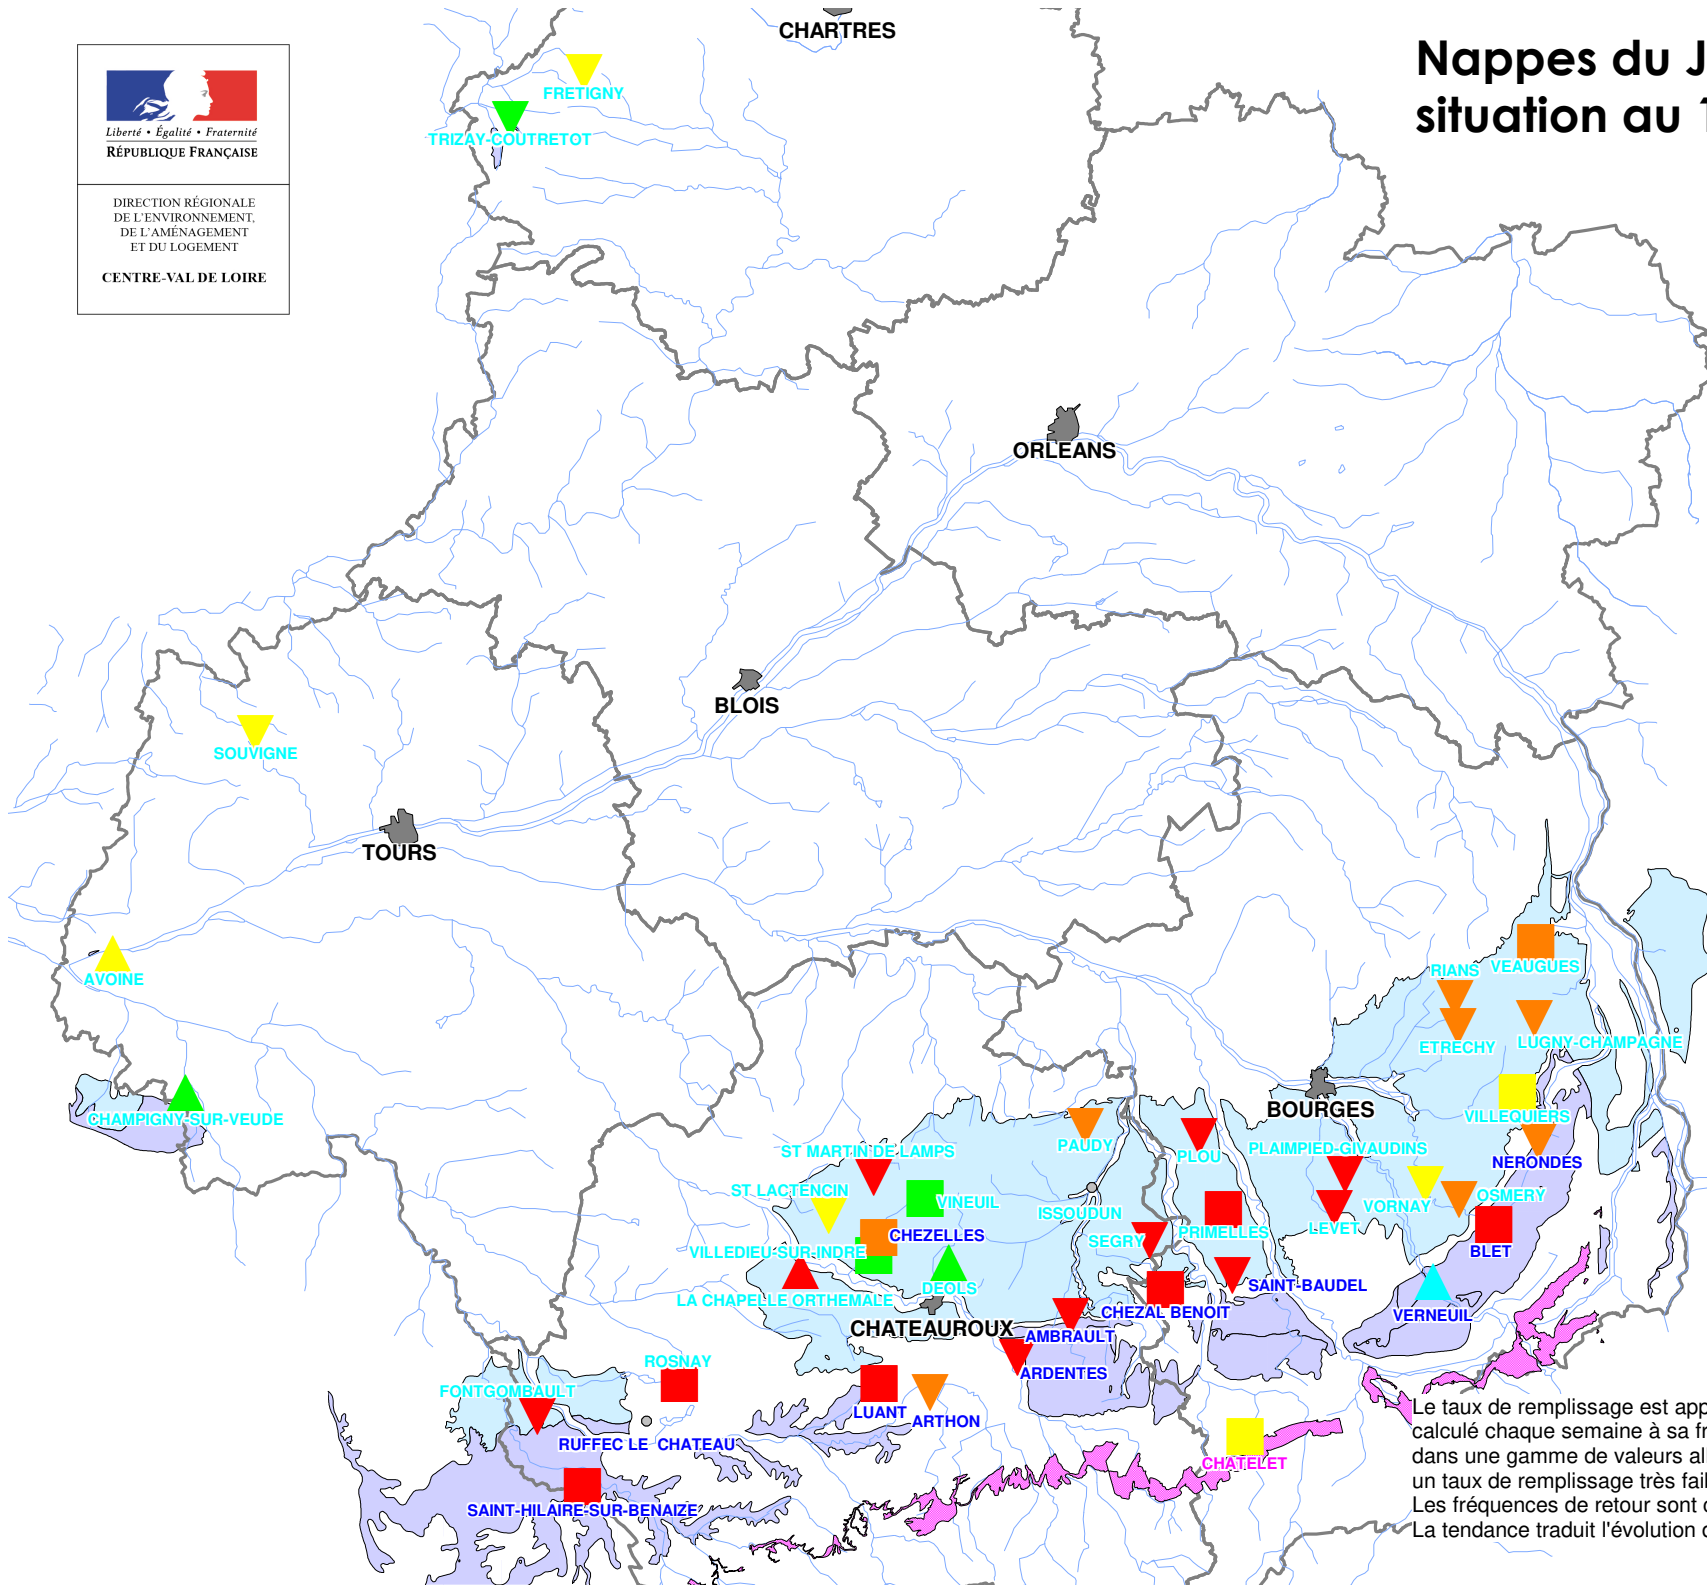 CHARTRES
Nappes du J
situation au 1
FRETIGNY
TRIZAY-COUTRETOT
Liberté • Égalité • Fraternité
RÉPUBLIQUE FRANÇAISE
DIRECTION RÉGIONALE
DE L'ENVIRONNEMENT,
DE L'AMÉNAGEMENT
ET DU LOGEMENT
CENTRE-VAL DE LOIRE
ORLEANS
BLOIS
SOUVIGNE
TOURS
AVOINE
RIANS
VEAUGUES
ETRECHY
LUGNY-CHAMPAGNE
BOURGES
CHAMPIGNY-SUR-VEUDE
VILLEQUIERS
PAUDY
PLOU
PLAIMPIED-GIVAUDINS
NERONDES
ST MARTIN DE LAMPS
ST LACTENCIN
VINEUIL
ISSOUDUN
VORNAY
OSMERY
CHEZELLES
SEGRY
PRIMELLES
LEVET
VILLEDIEU-SUR-INDRE
BLET
DEOLS
SAINT-BAUDEL
LA CHAPELLE ORTHEMALE
CHEZAL BENOIT
VERNEUIL
CHATEAUROUX
AMBRAULT
ARDENTES
ROSNAY
FONTGOMBAULT
LUANT
ARTHON
RUFFEC LE CHATEAU
CHATELET
SAINT-HILAIRE-SUR-BENAIZE
Le taux de remplissage est app
calculé chaque semaine à sa fr
dans une gamme de valeurs all
un taux de remplissage très faib
Les fréquences de retour sont c
La tendance traduit l'évolution d